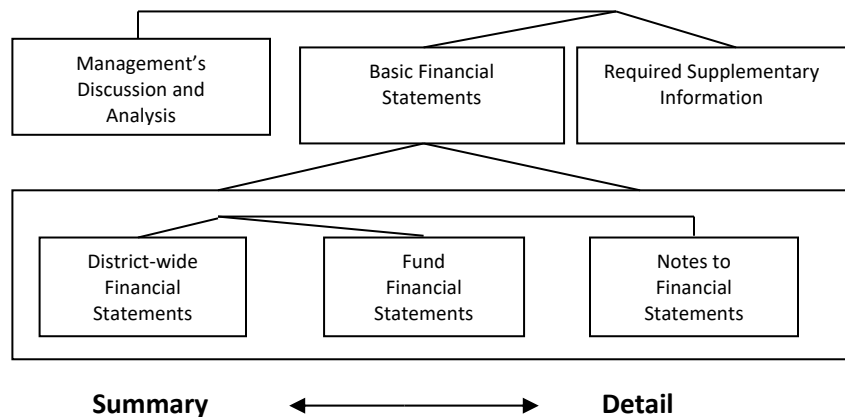 Management’s
Discussion and
Analysis
Basic Financial
Statements
Required Supplementary
Information
District-wide
Financial
Statements
Fund
Financial
Statements
Notes to
Financial
Statements
Summary
Detail